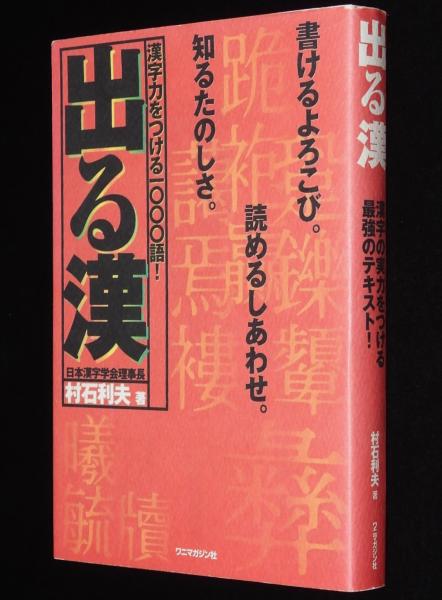 書けるよろこび。
知るたのしさ。
読めるしあわせ。
漢字力をつける一〇〇〇語!
出る漢
日本漢字学会理事長
村石利夫 著
ワニマガジン社
出る漢
漢字の実力をつける
最強のテキスト!
村石利夫 著
ワニマガジン社